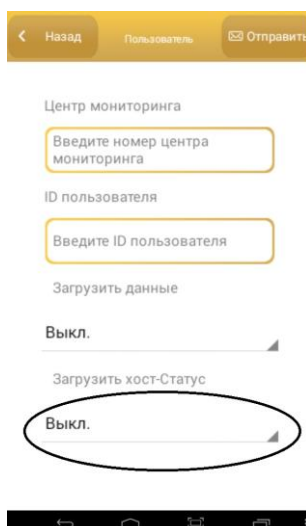 Назад
Пользователь
Отправить
Центр мониторинга
Введите номер центра
мониторинга
ID пользователя
Введите ID пользователя
Загрузить данные
Выкл.
Загрузить хост-Статус
Выкл.